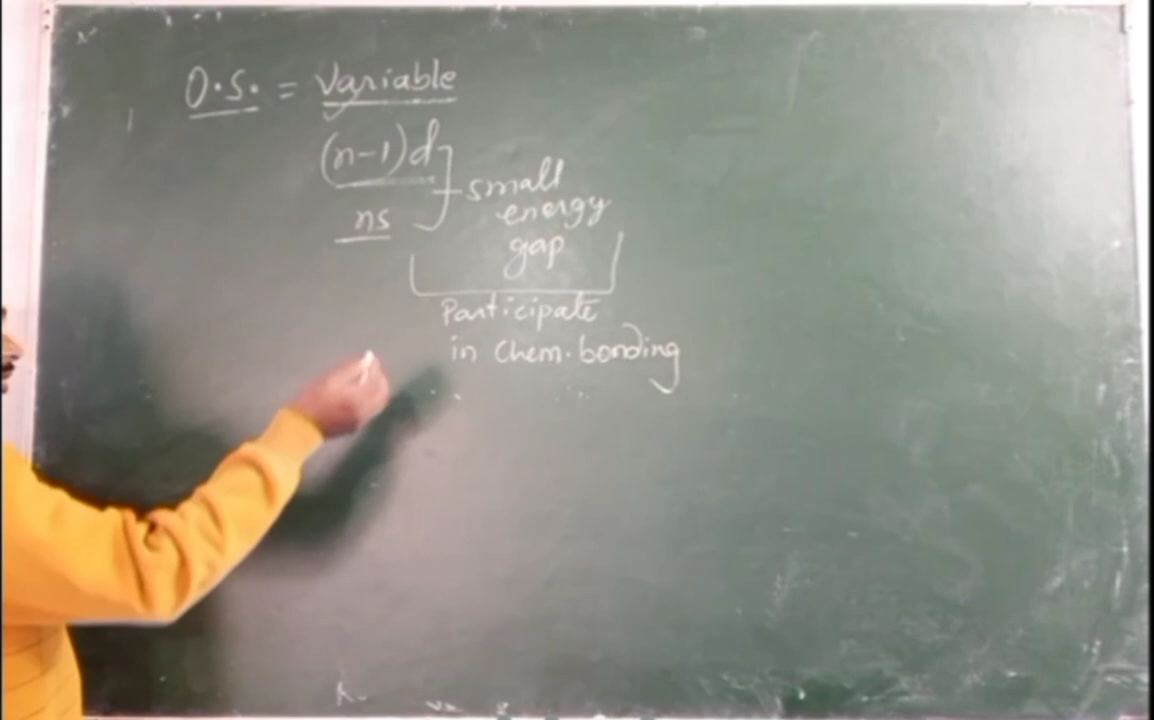 O.S. = Variable
(n-1)d
ns
small
energy
gap
Participate
in Chem. bonding